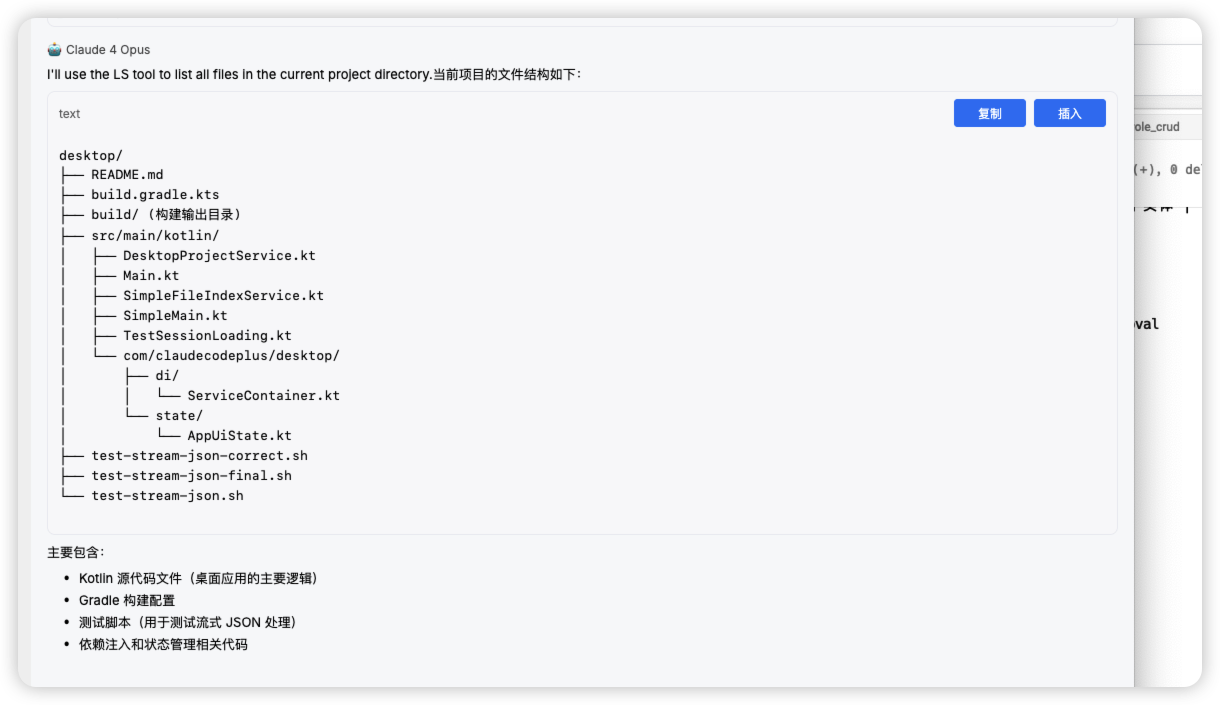 Claude 4 Opus
I'll use the LS tool to list all files in the current project directory.当前项目的文件结构如下：
text
复制
插入
desktop/
├── README.md
├── build.gradle.kts
├── build/ (构建输出目录)
├── src/main/kotlin/
│   ├── DesktopProjectService.kt
│   ├── Main.kt
│   ├── SimpleFileIndexService.kt
│   ├── SimpleMain.kt
│   ├── TestSessionLoading.kt
│   └── com/claudecodeplus/desktop/
│       ├── di/
│       │   └── ServiceContainer.kt
│       └── state/
│           └── AppUiState.kt
├── test-stream-json-correct.sh
├── test-stream-json-final.sh
└── test-stream-json.sh
主要包含：
• Kotlin 源代码文件（桌面应用的主要逻辑）
• Gradle 构建配置
• 测试脚本（用于测试流式 JSON 处理）
• 依赖注入和状态管理相关代码
ole_crud
(+), 0 de
val